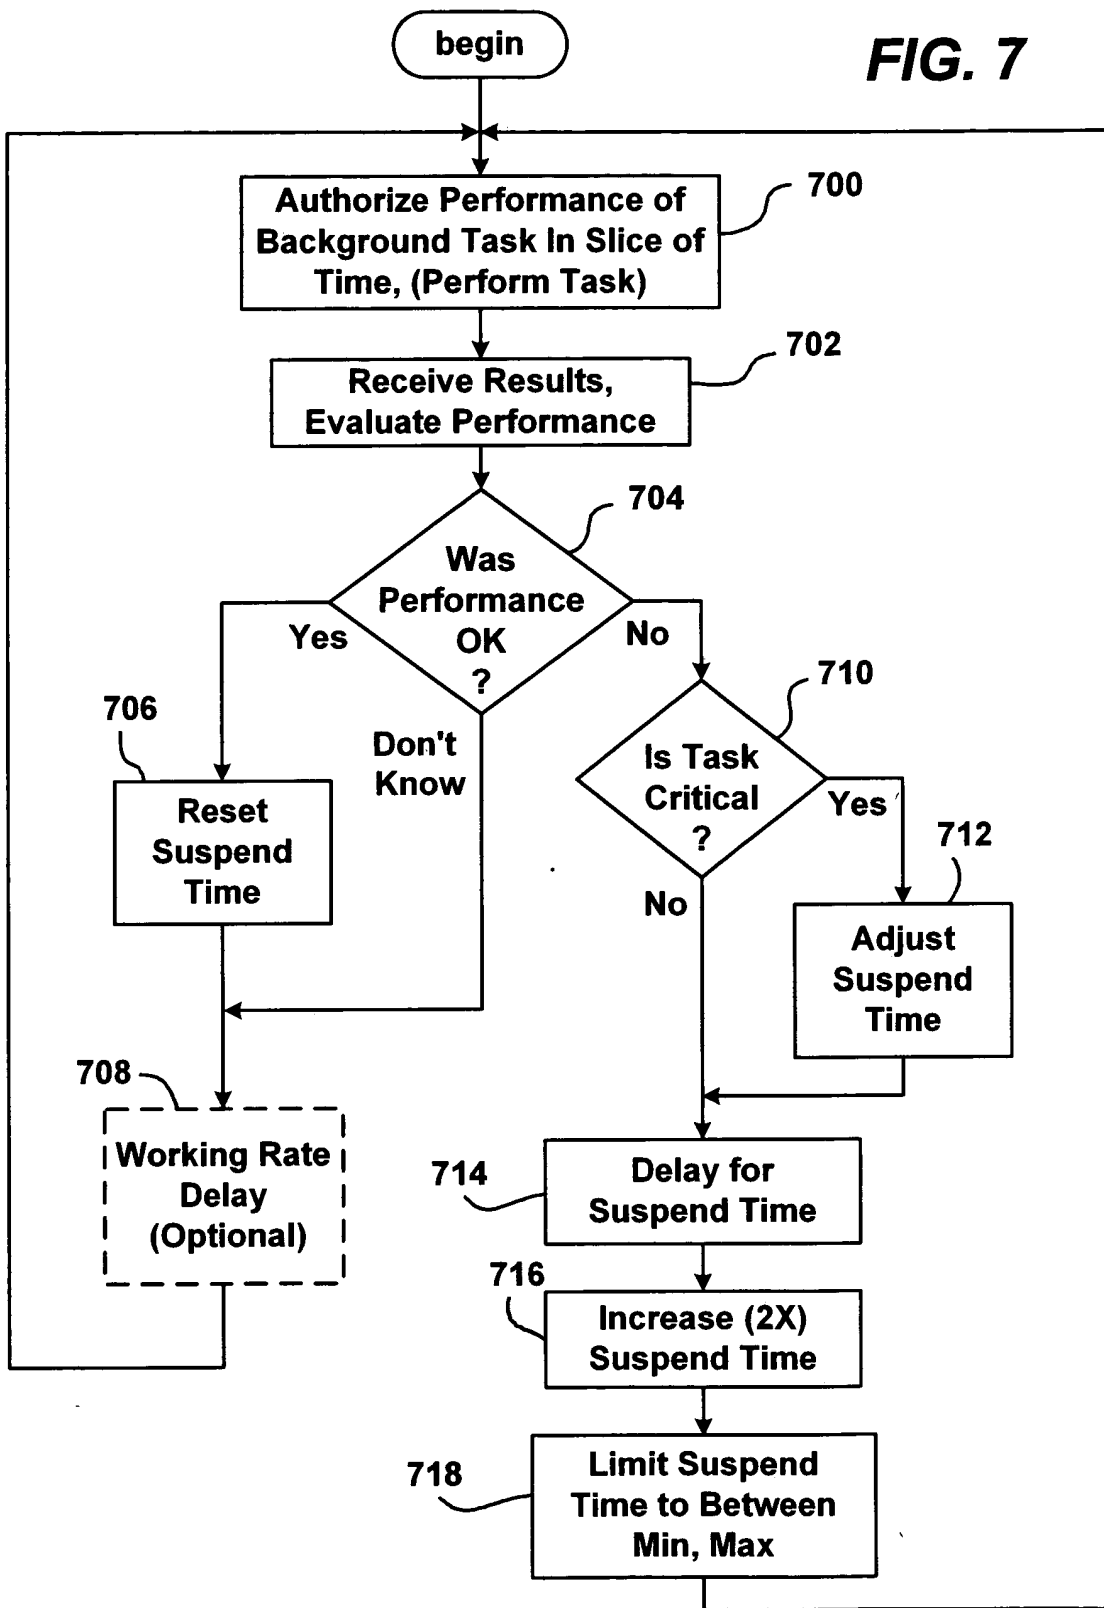 begin
FIG. 7
Authorize Performance of
Background Task In Slice of
Time, (Perform Task)
700
Receive Results,
Evaluate Performance
702
Was
Performance
OK
?
704
Yes
No
Don't
Know
706
Reset
Suspend
Time
710
Is Task
Critical
?
Yes
No
712
Adjust
Suspend
Time
708
Working Rate
Delay
(Optional)
714
Delay for
Suspend Time
716
Increase (2X)
Suspend Time
718
Limit Suspend
Time to Between
Min, Max